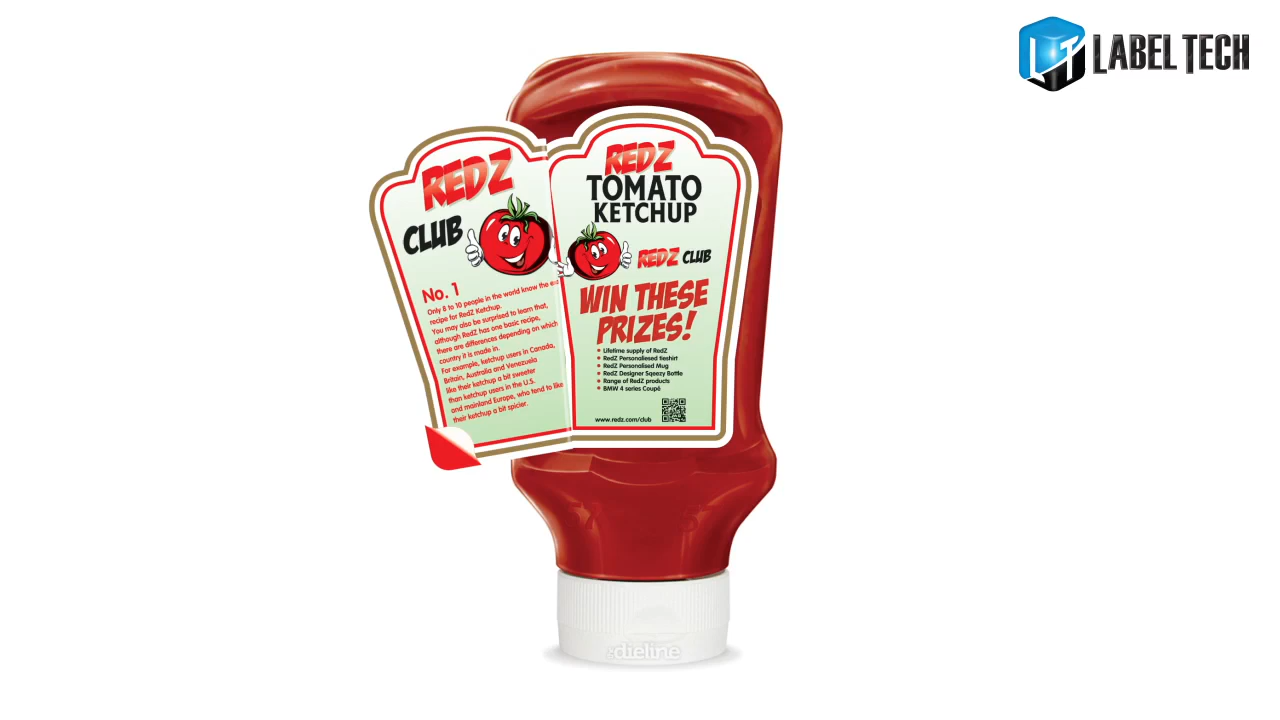 LT LABEL TECH
REDZ
CLUB
No. 1
Only 8 to 10 people in the world know the
recipe for RedZ Ketchup.
You may also be surprised to learn that,
although RedZ has one basic recipe,
there are differences depending on which
country it is made in.
For example, ketchup users in Canada,
Britain, Australia and Venezuela
like their ketchup a bit sweeter
than ketchup users in the U.S.
and mainland Europe, who tend to like
their ketchup a bit spicier.
REDZ
TOMATO
KETCHUP
REDZ CLUB
WIN THESE
PRIZES!
• Lifetime supply of RedZ
• RedZ Personaliesed tieshirt
• RedZ Personalised Mug
• RedZ Designer Sqeezy Bottle
• Range of RedZ products
• BMW 4 series Coupé
www.redz.com/club
dieline